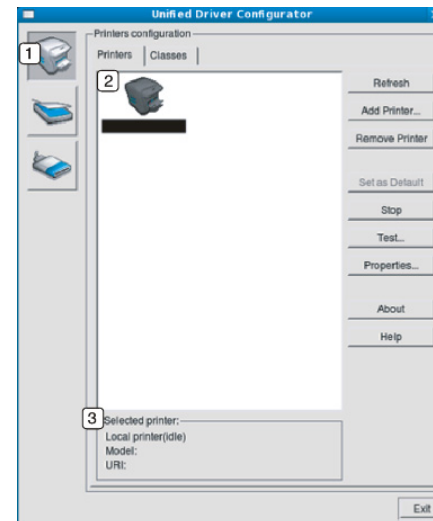 Unified Driver Configurator
Printers configuration
1
Printers Classes
2
Refresh
Add Printer...
Remove Printer
Set as Default
Stop
Test...
Properties...
About
Help
3
Selected printer:
Local printer(idle)
Model:
URI:
Exit